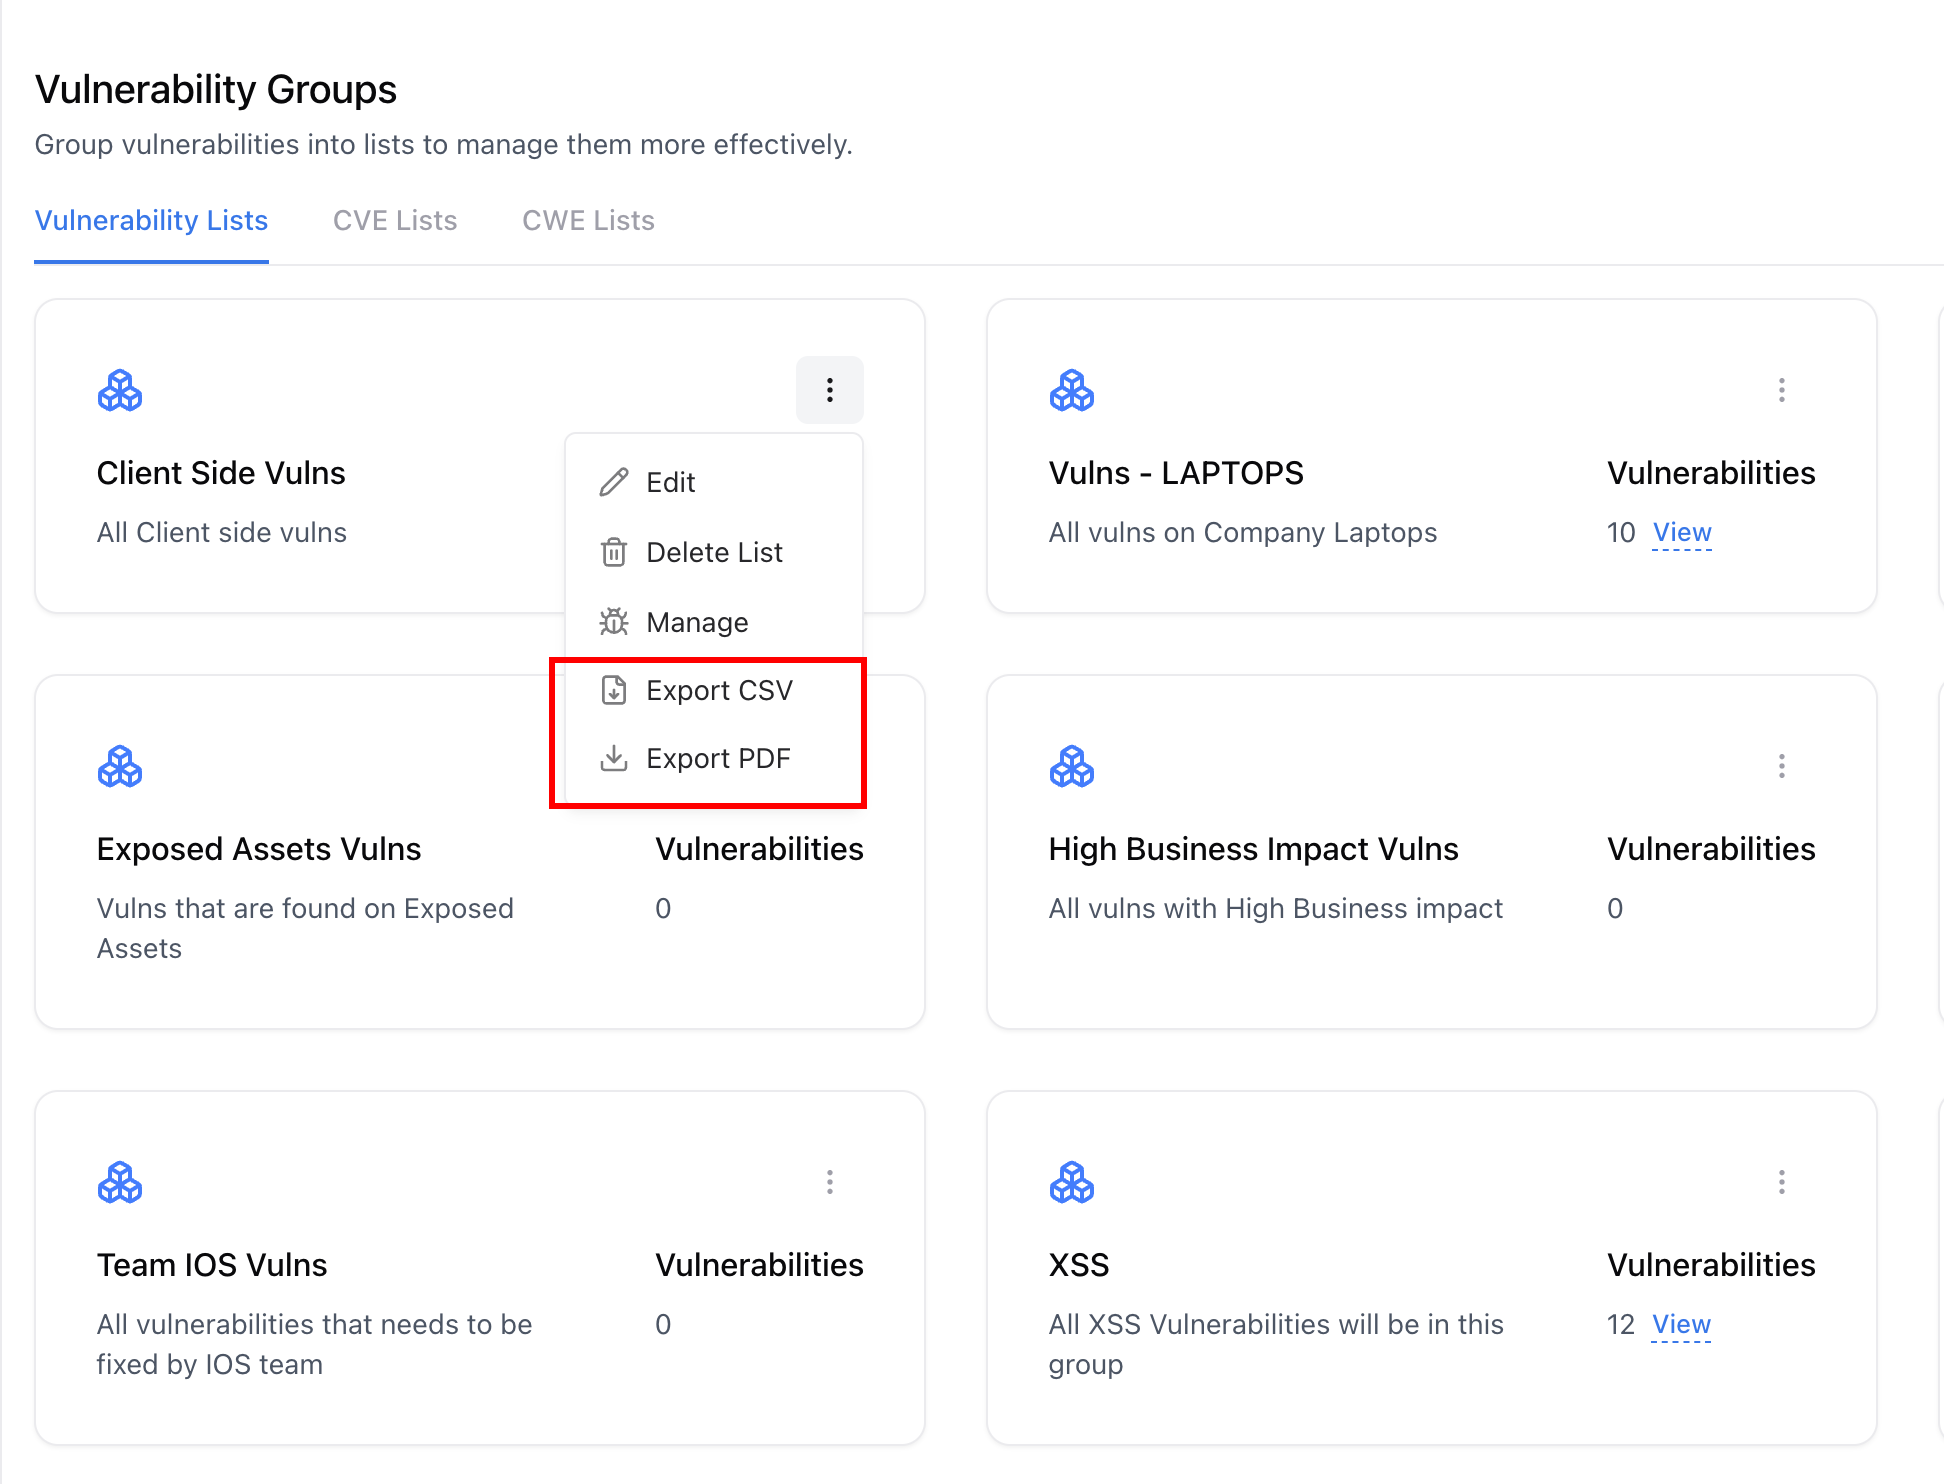 Vulnerability Groups
Group vulnerabilities into lists to manage them more effectively.
Vulnerability Lists
CVE Lists
CWE Lists
Client Side Vulns
All Client side vulns
Edit
Delete List
Manage
Export CSV
Export PDF
Vulns - LAPTOPS
All vulns on Company Laptops
Vulnerabilities
10 View
Exposed Assets Vulns
Vulns that are found on Exposed
Assets
Vulnerabilities
0
High Business Impact Vulns
All vulns with High Business impact
Vulnerabilities
0
Team IOS Vulns
All vulnerabilities that needs to be
fixed by IOS team
Vulnerabilities
0
XSS
All XSS Vulnerabilities will be in this
group
Vulnerabilities
12 View